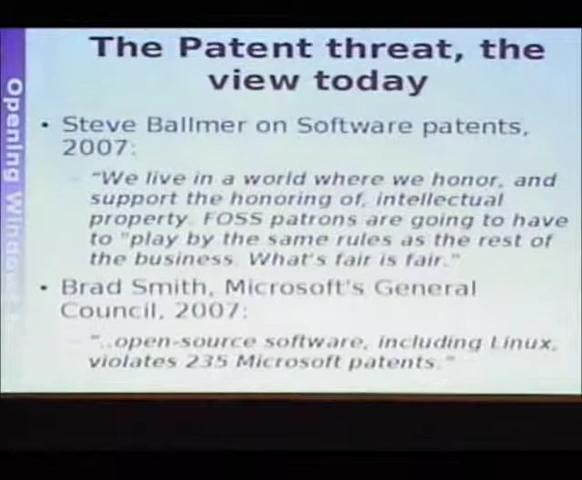 The Patent threat, the
view today
Opening Windows
• Steve Ballmer on Software patents,
2007:
– "We live in a world where we honor, and
support the honoring of, intellectual
property. FOSS patrons are going to have
to "play by the same rules as the rest of
the business. What's fair is fair."
• Brad Smith, Microsoft's General
Council, 2007:
– "..open-source software, including Linux,
violates 235 Microsoft patents."